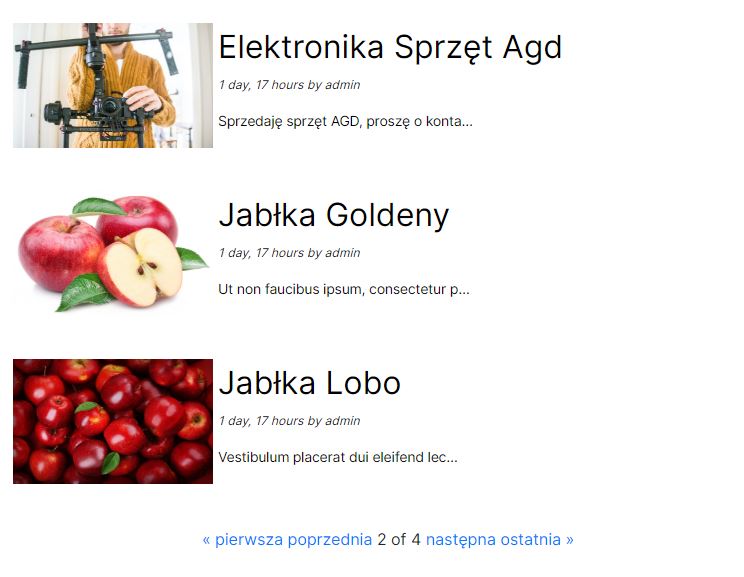 Elektronika Sprzęt Agd
1 day, 17 hours by admin
Sprzedaję sprzęt AGD, proszę o konta...
Jabłka Goldeny
1 day, 17 hours by admin
Ut non faucibus ipsum, consectetur p...
Jabłka Lobo
1 day, 17 hours by admin
Vestibulum placerat dui eleifend lec...
« pierwsza poprzednia 2 of 4 następna ostatnia »